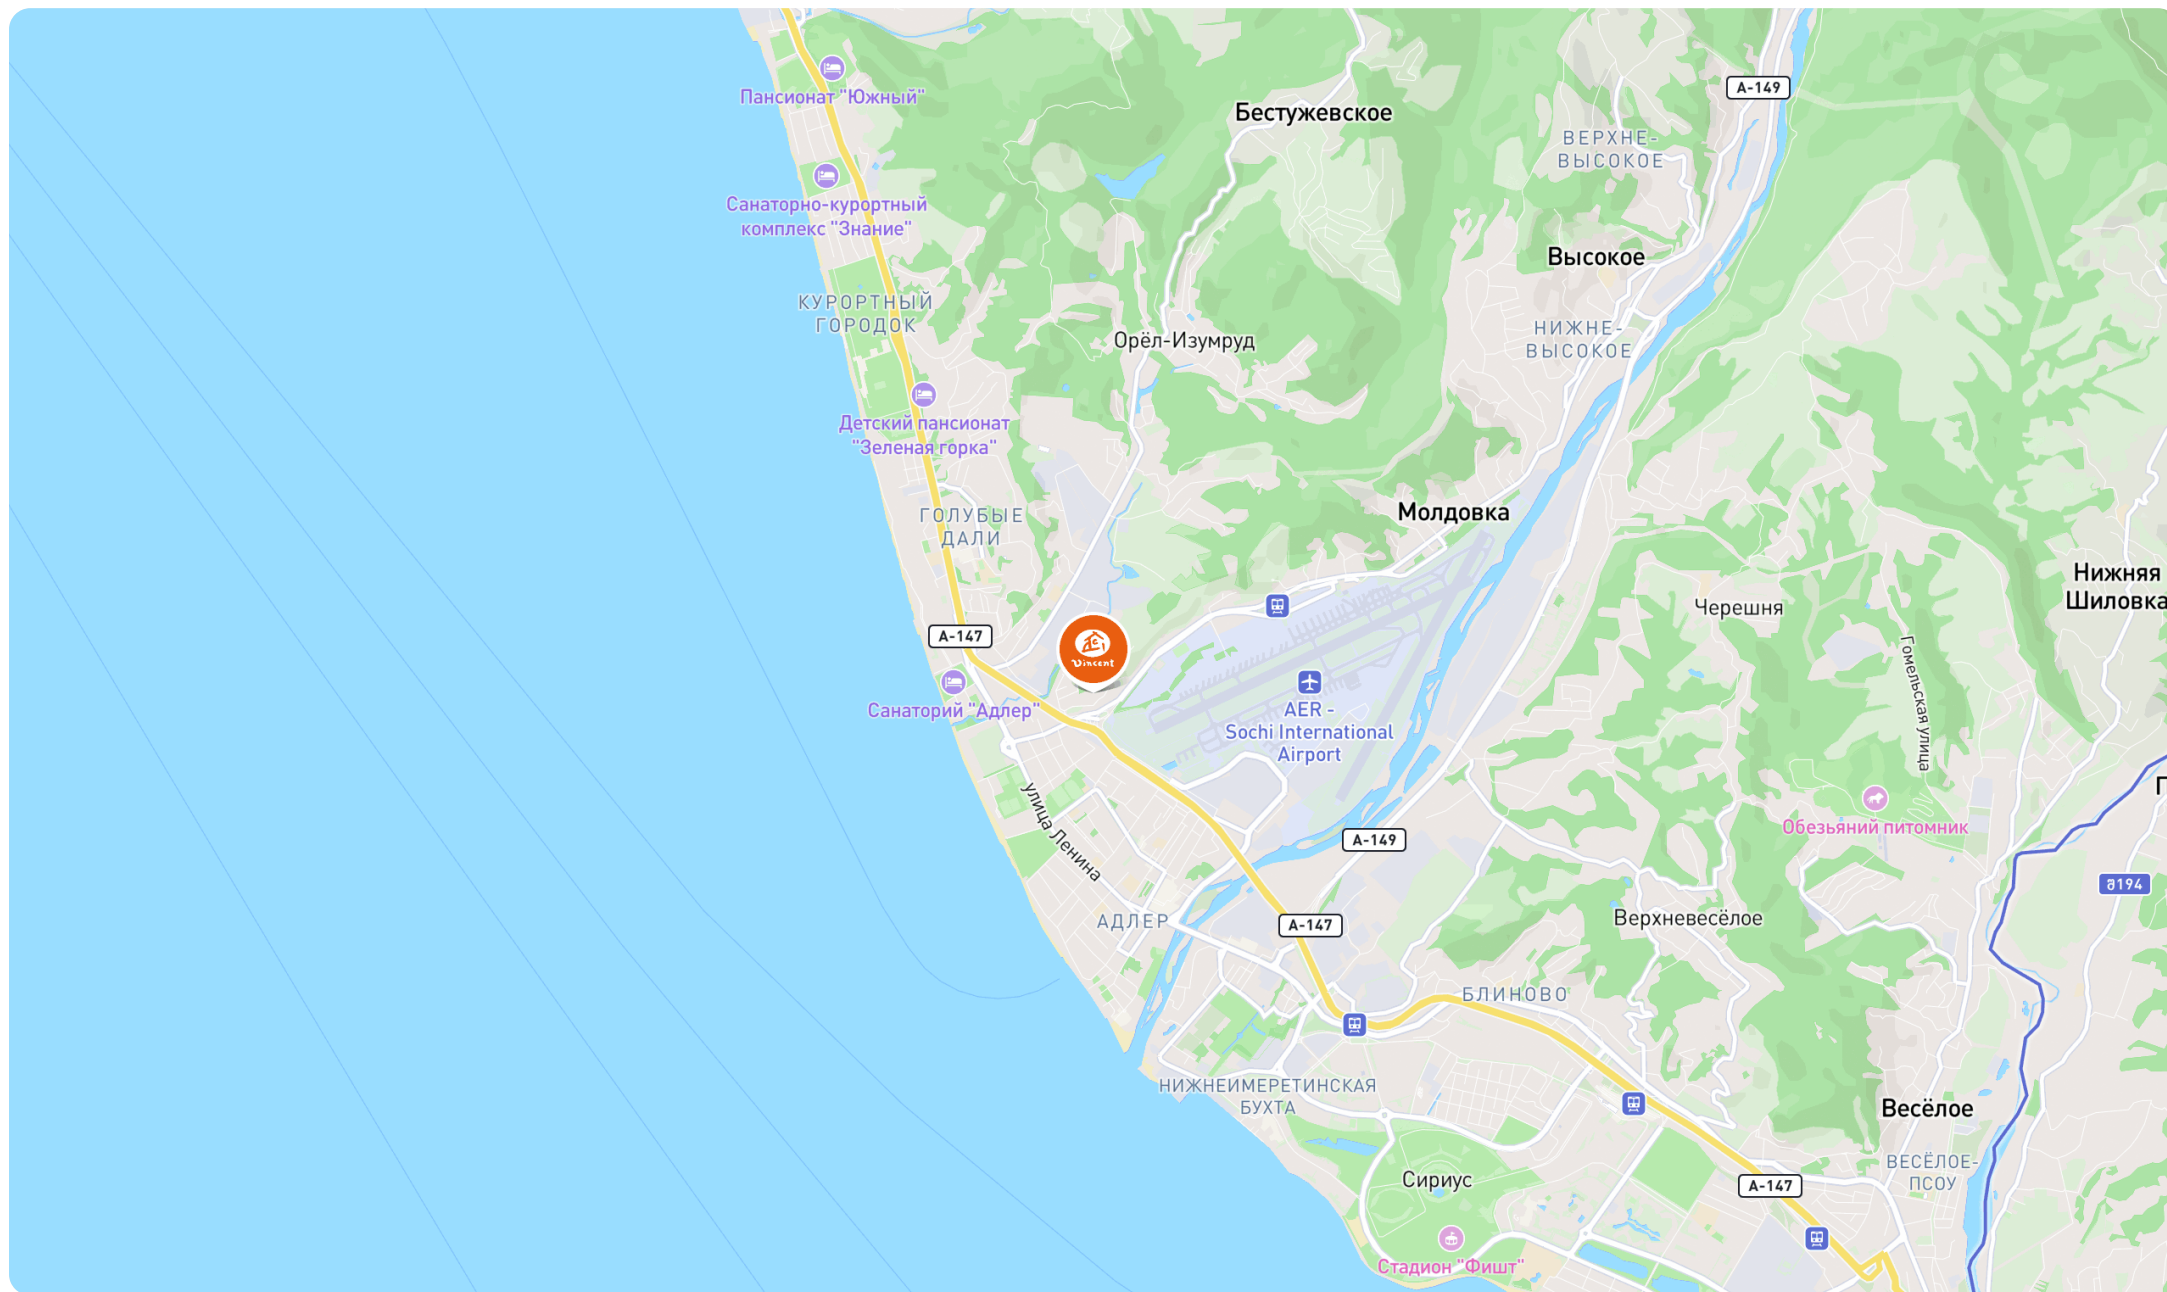 Пансионат "Южный"
A-149
Бестужевское
ВЕРХНЕ-
ВЫСОКОЕ
Санаторно-курортный
комплекс "Знание"
Высокое
КУРОРТНЫЙ
ГОРОДОК
НИЖНЕ-
ВЫСОКОЕ
Орёл-Изумруд
Детский пансионат
"Зеленая горка"
ГОЛУБЫЕ
ДАЛИ
Молдовка
Нижняя
Шиловка
Черешня
A-147
Vincent
Гомельская улица
Санаторий "Адлер"
AER -
Sochi International
Airport
улица Ленина
Обезьяний питомник
A-149
მ194
АДЛЕР
A-147
Верхневесёлое
БЛИНОВО
НИЖНЕИМЕРЕТИНСКАЯ
БУХТА
Весёлое
ВЕСЁЛОЕ-
ПСОУ
Сириус
A-147
Стадион "Фишт"